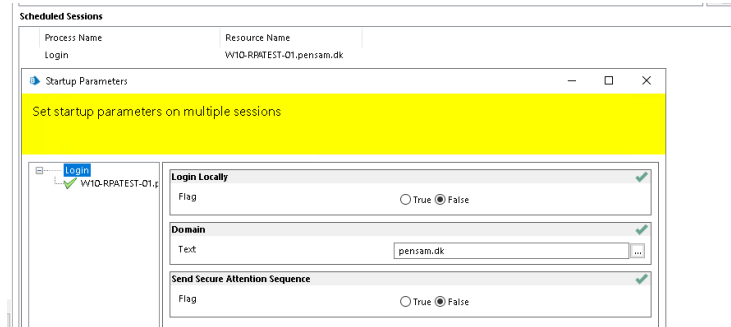 Scheduled Sessions
Process Name Resource Name
Login W10-RPATEST-01.pensam.dk
Startup Parameters
Set startup parameters on multiple sessions
Login
W10-RPATEST-01.p
Login Locally
Flag True False
Domain
Text pensam.dk ...
Send Secure Attention Sequence
Flag True False